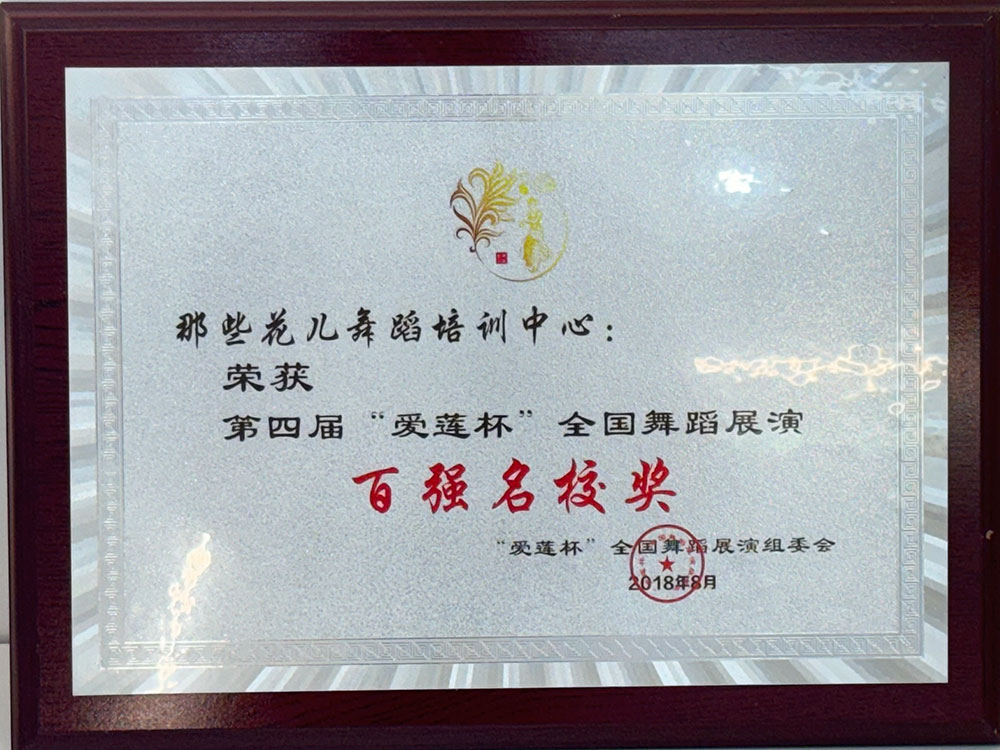 那些花儿舞蹈培训中心：
荣获
第四届“爱莲杯”全国舞蹈展演
百强名校奖
“爱莲杯”全国舞蹈展演组委会
2018年8月